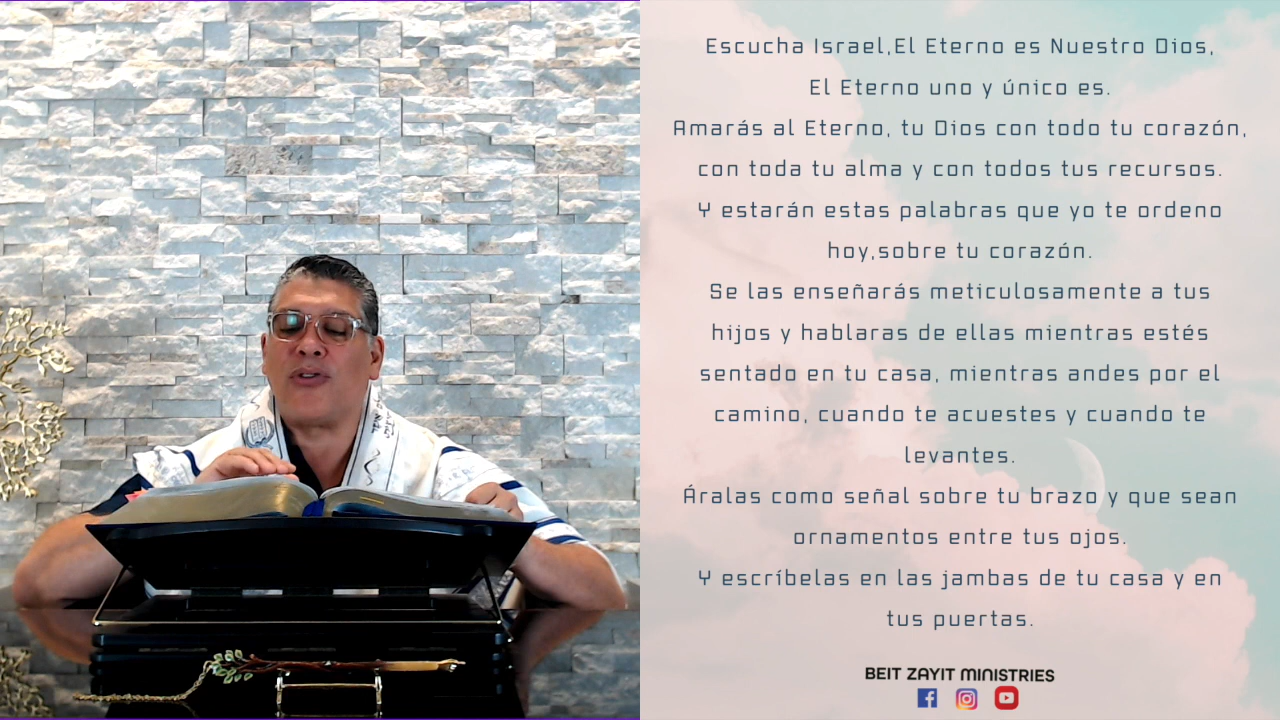 Escucha Israel,El Eterno es Nuestro Dios,
El Eterno uno y único es.
Amarás al Eterno, tu Dios con todo tu corazón,
con toda tu alma y con todos tus recursos.
Y estarán estas palabras que yo te ordeno
hoy,sobre tu corazón.
Se las enseñarás meticulosamente a tus
hijos y hablaras de ellas mientras estés
sentado en tu casa, mientras andes por el
camino, cuando te acuestes y cuando te
levantes.
Áralas como señal sobre tu brazo y que sean
ornamentos entre tus ojos.
Y escríbelas en las jambas de tu casa y en
tus puertas.
BEIT ZAYIT MINISTRIES